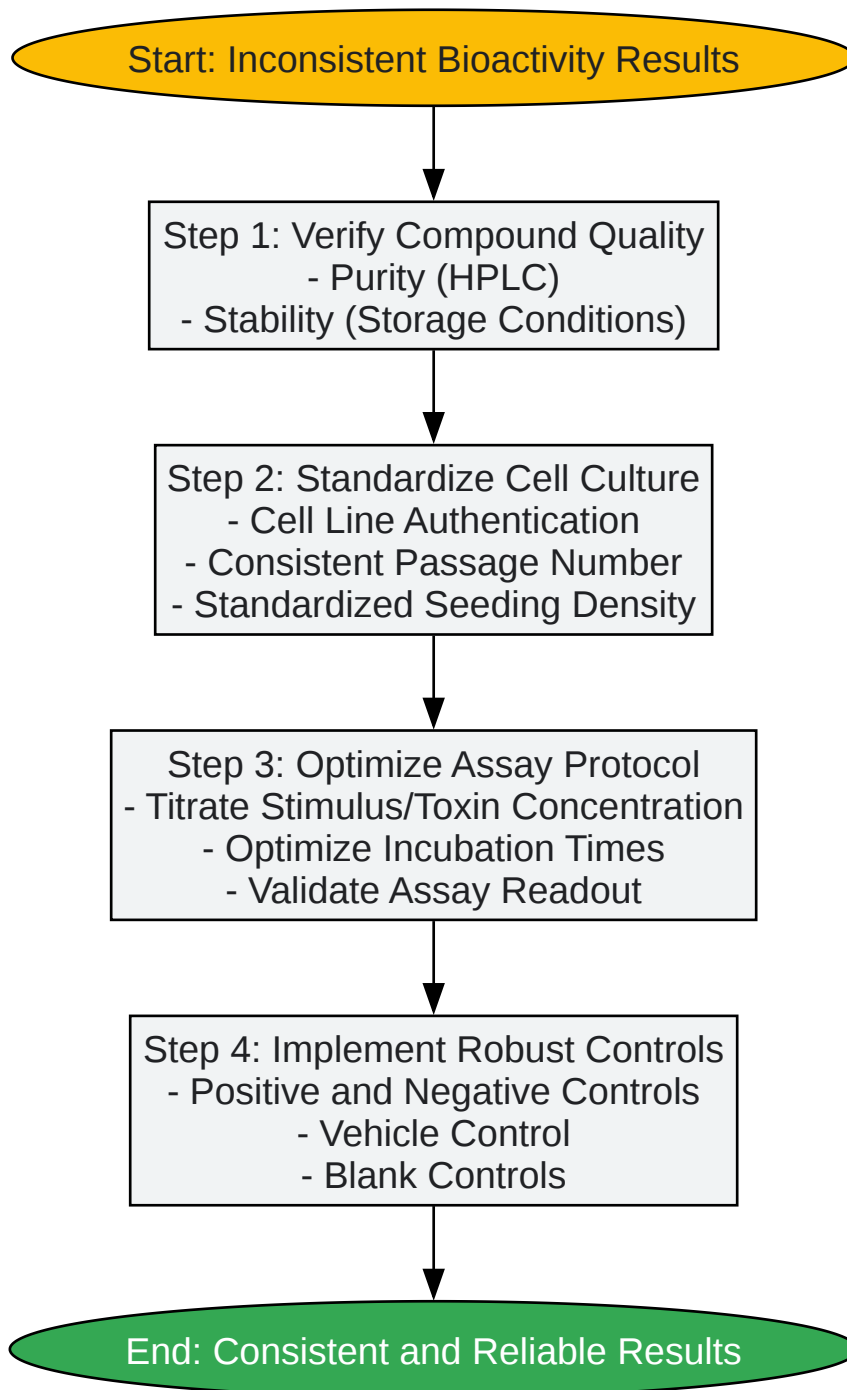 Start: Inconsistent Bioactivity Results
Step 1: Verify Compound Quality
- Purity (HPLC)
- Stability (Storage Conditions)
Step 2: Standardize Cell Culture
- Cell Line Authentication
- Consistent Passage Number
- Standardized Seeding Density
Step 3: Optimize Assay Protocol
- Titrate Stimulus/Toxin Concentration
- Optimize Incubation Times
- Validate Assay Readout
Step 4: Implement Robust Controls
- Positive and Negative Controls
- Vehicle Control
- Blank Controls
End: Consistent and Reliable Results